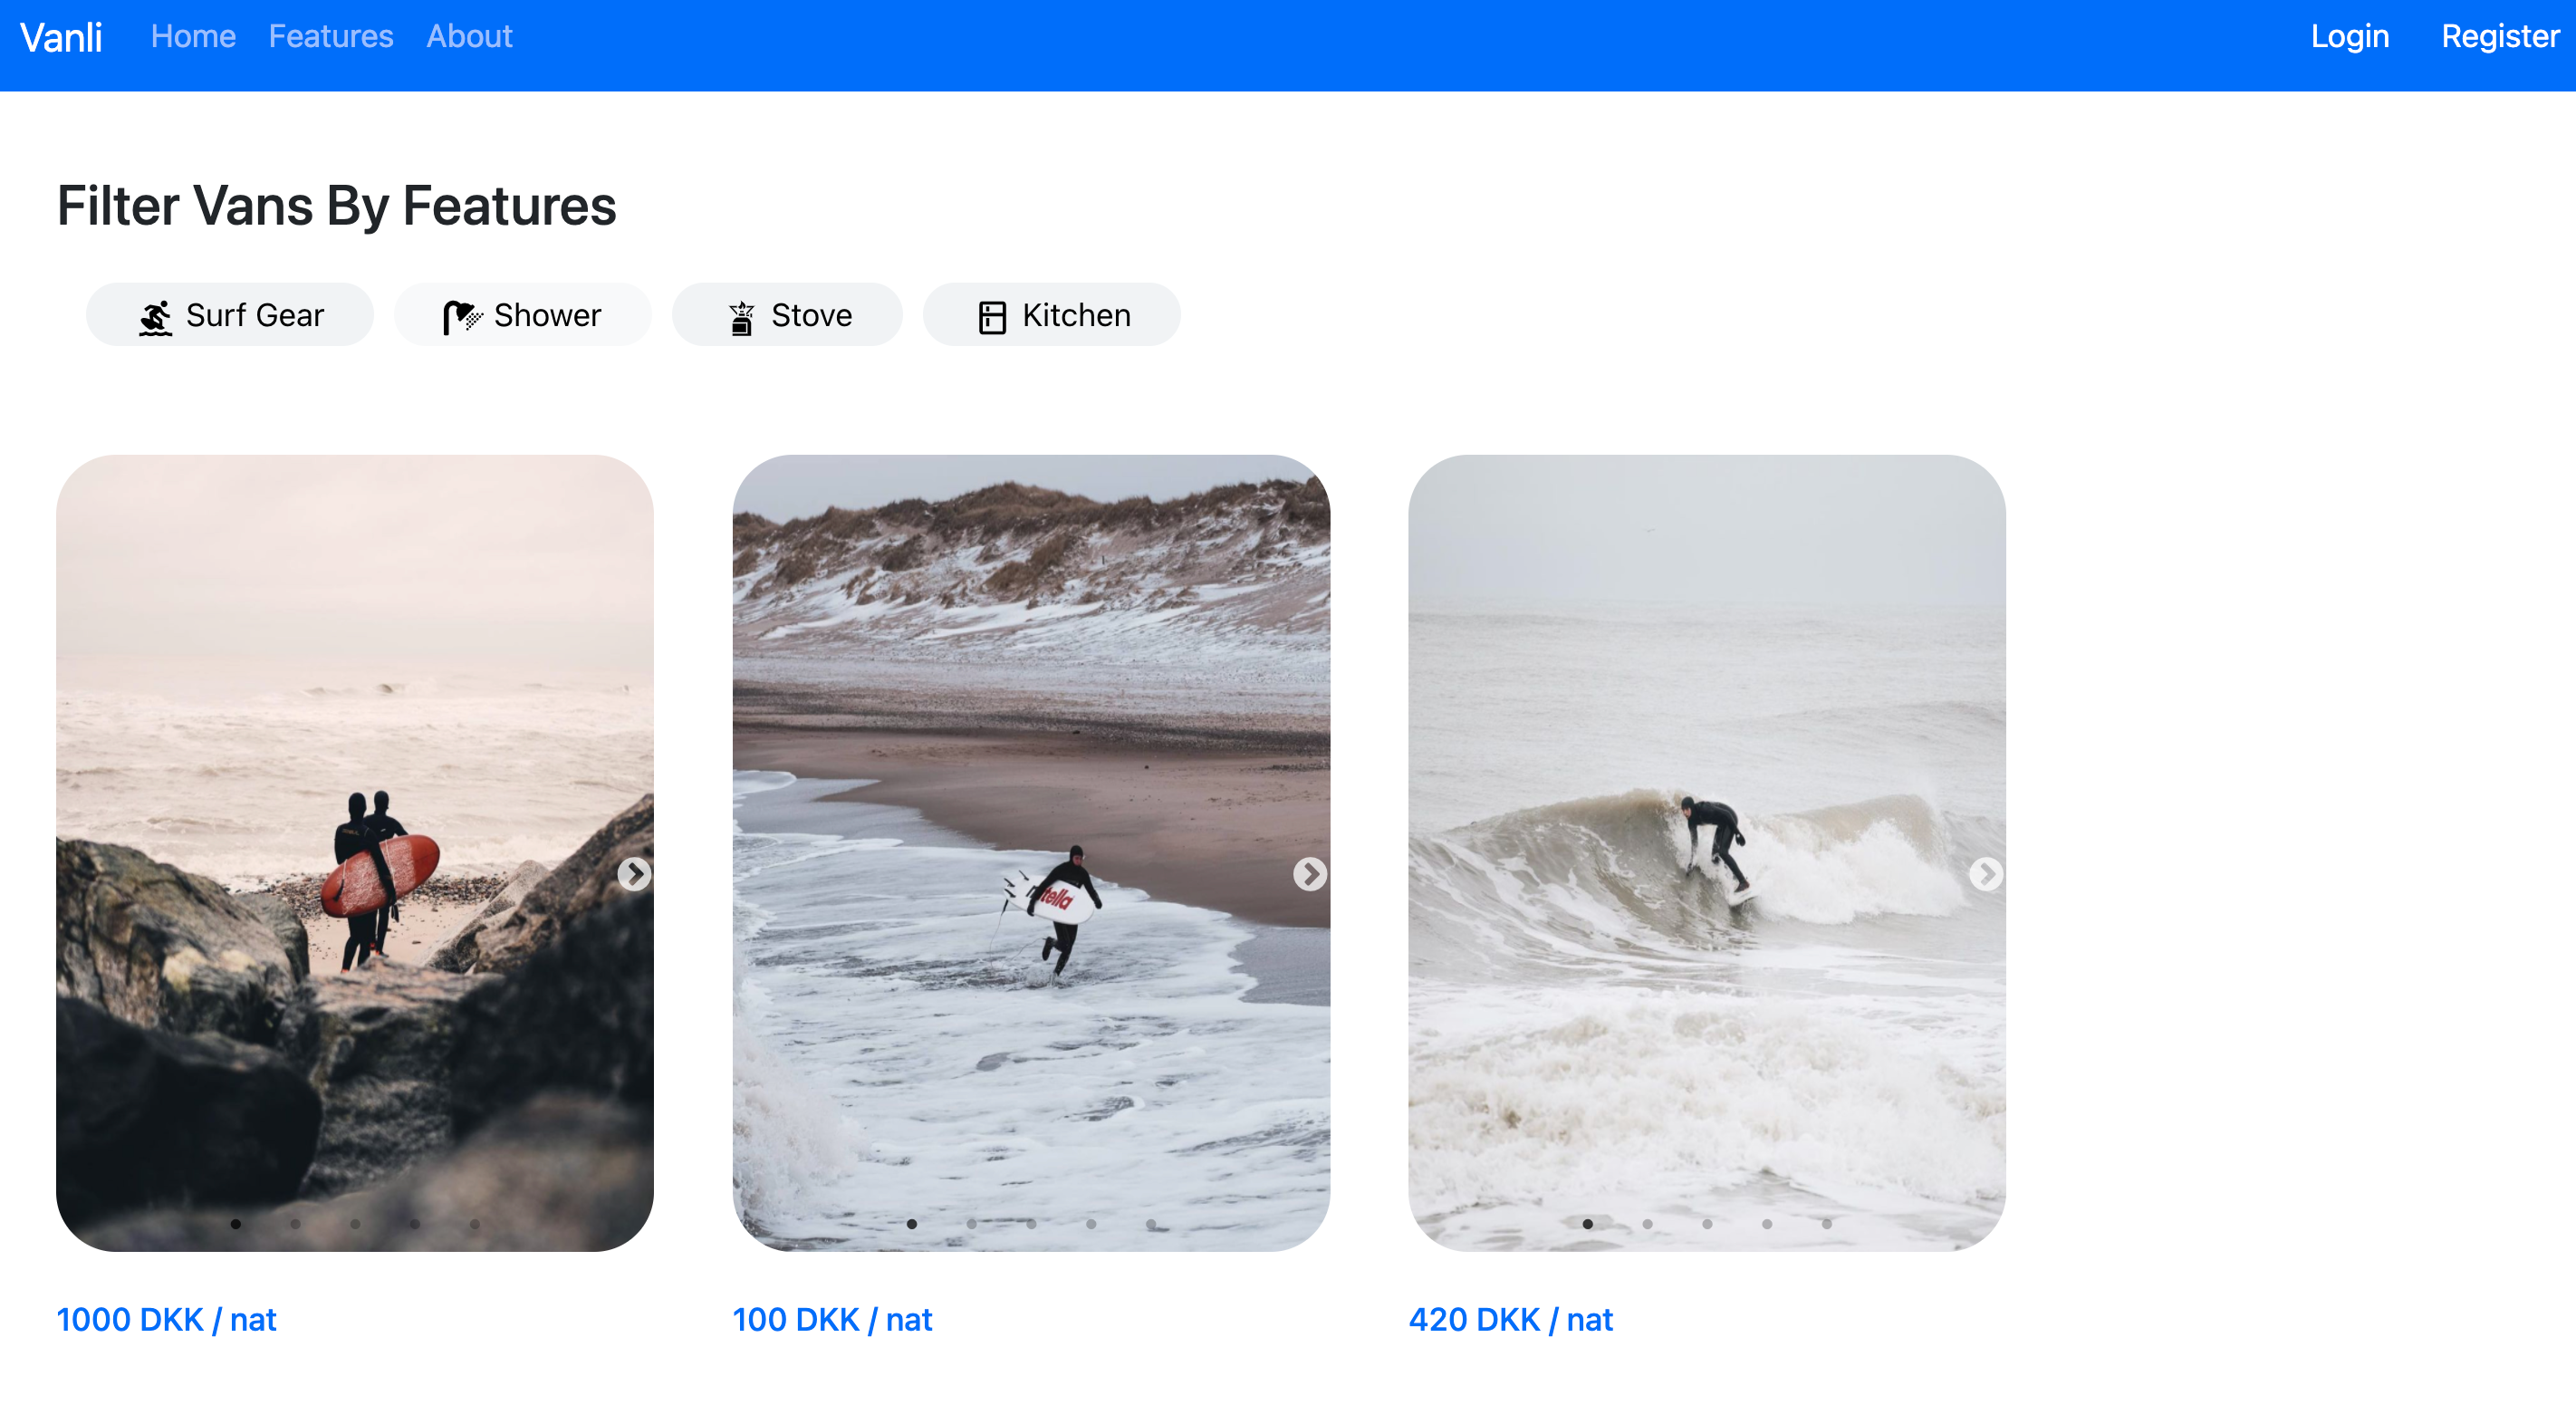 Vanli Home Features About Login Register
Filter Vans By Features
Surf Gear Shower Stove Kitchen
tella
1000 DKK / nat 100 DKK / nat 420 DKK / nat